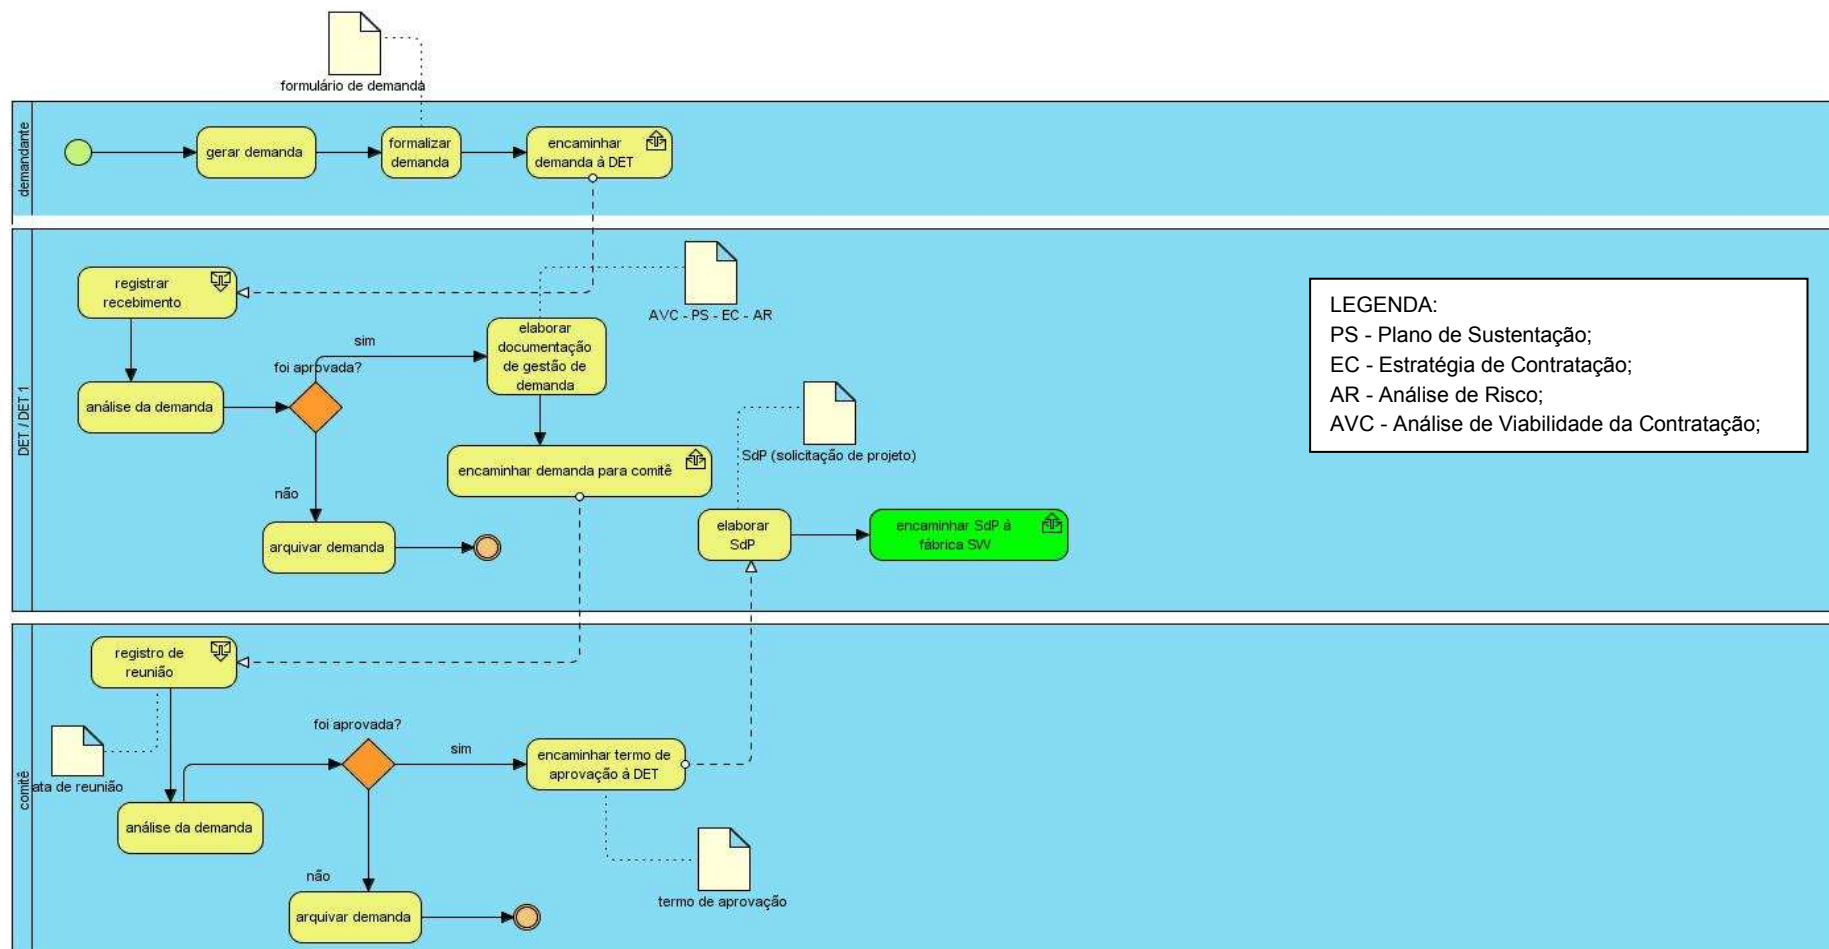 formulário de demanda
demandante
gerar demanda
formalizar
demanda
encaminhar
demanda à DET
DET / DET 1
registrar
recebimento
análise da demanda
foi aprovada?
sim
não
arquivar demanda
elaborar
documentação
de gestão de
demanda
AVC - PS - EC - AR
encaminhar demanda para comitê
SdP (solicitação de projeto)
elaborar
SdP
encaminhar SdP à
fábrica SW
LEGENDA:
PS - Plano de Sustentação;
EC - Estratégia de Contratação;
AR - Análise de Risco;
AVC - Análise de Viabilidade da Contratação;
comitê
registro de
reunião
ata de reunião
análise da demanda
foi aprovada?
sim
não
encaminhar termo de
aprovação à DET
termo de aprovação
arquivar demanda